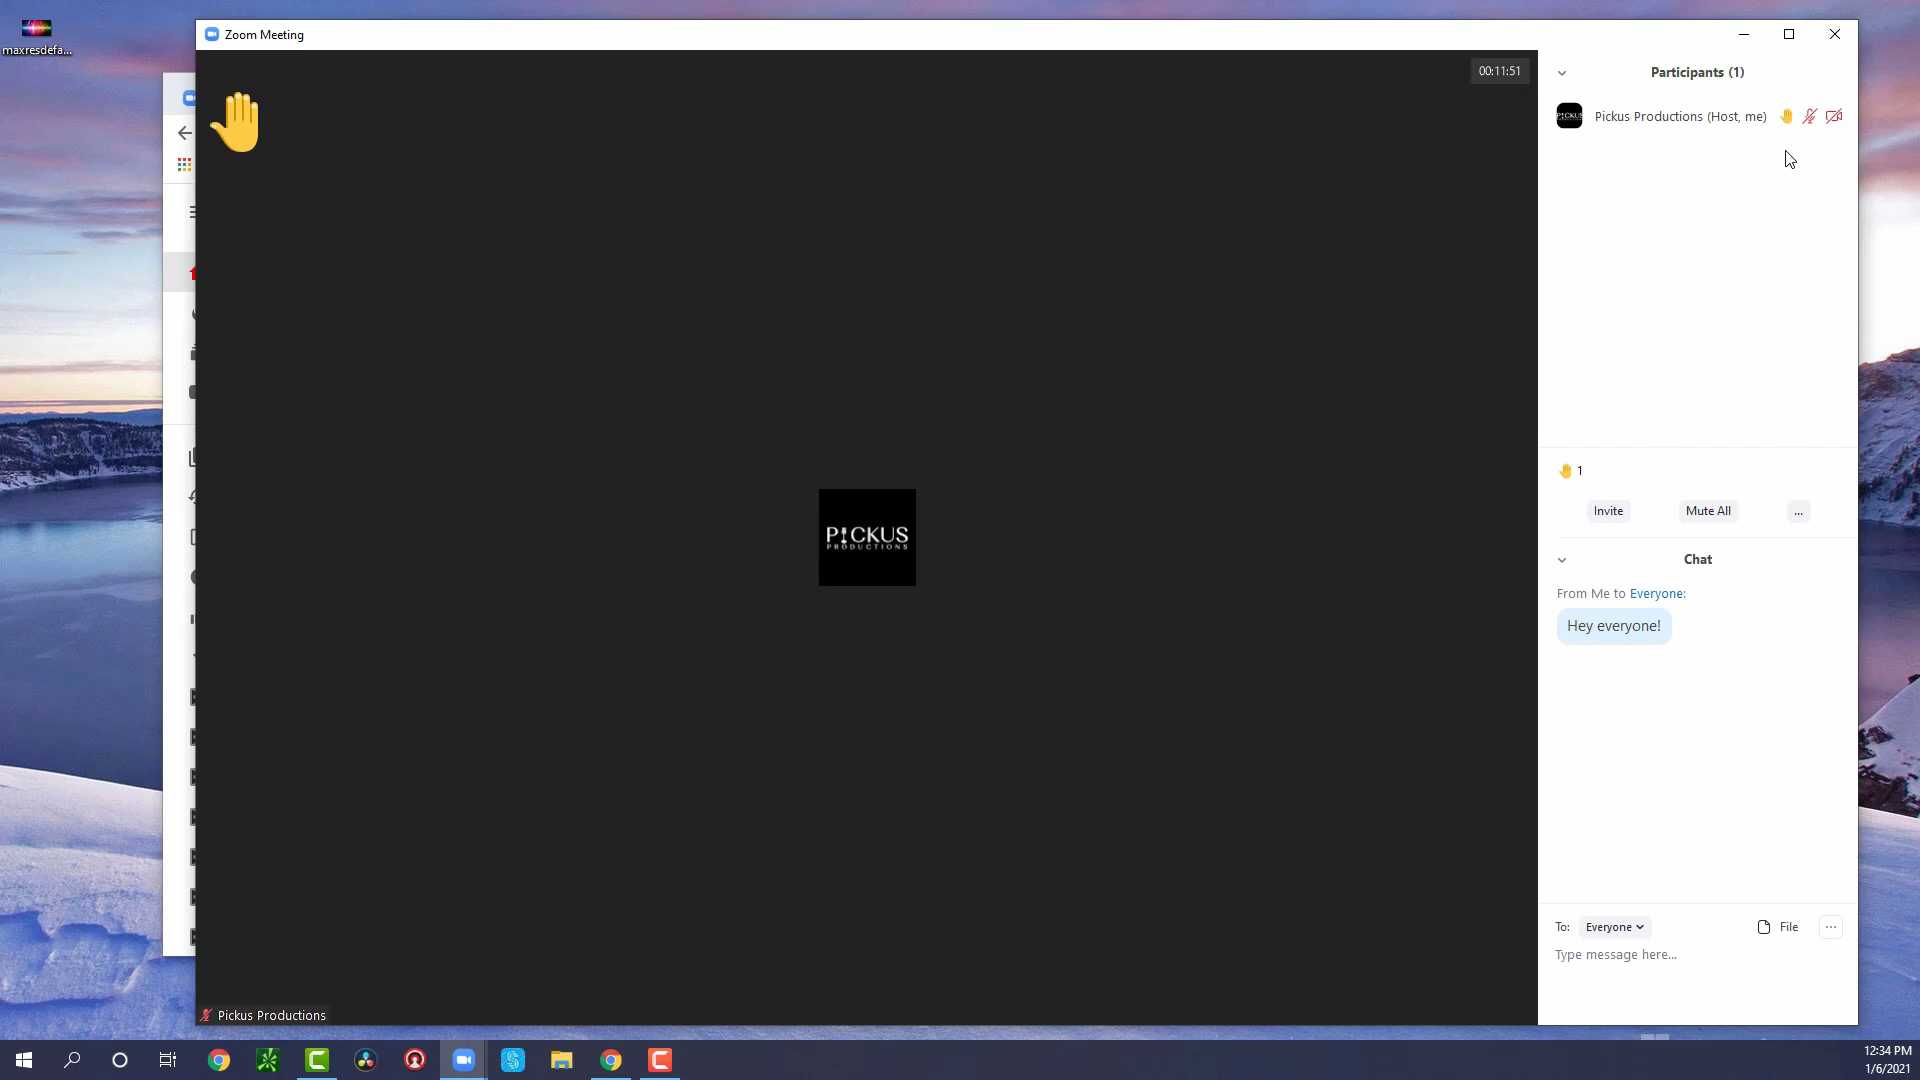 maxresdefa...
Zoom Meeting
00:11:51
Participants (1)
PICKUS
Pickus Productions (Host, me)
1
Invite
Mute All
...
PICKUS
PRODUCTIONS
Chat
From Me to Everyone:
Hey everyone!
To: Everyone
File
Type message here...
Pickus Productions
12:34 PM
1/6/2021